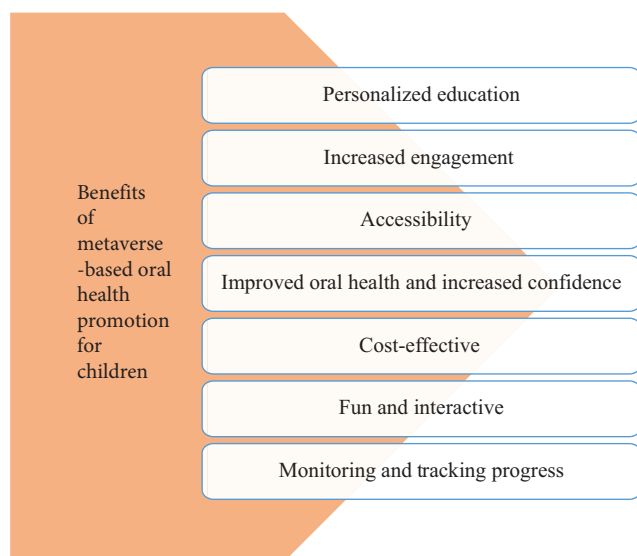 Benefits
of
metaverse
-based oral
health
promotion
for
children
Personalized education
Increased engagement
Accessibility
Improved oral health and increased confidence
Cost-effective
Fun and interactive
Monitoring and tracking progress